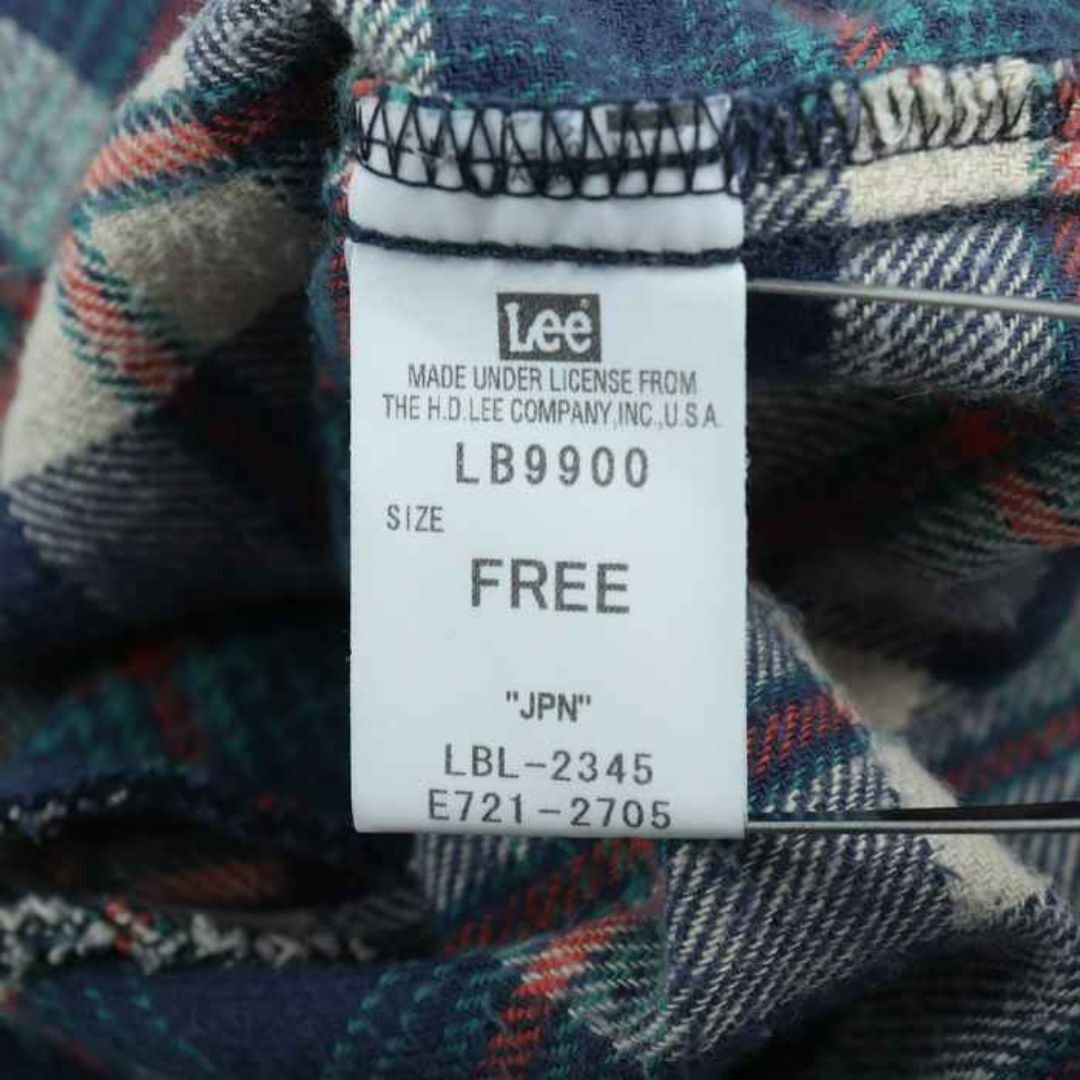 Lee
MADE UNDER LICENSE FROM
THE H.D.LEE COMPANY,INC.,U.S.A.
LB9900
SIZE
FREE
"JPN"
LBL-2345
E721-2705